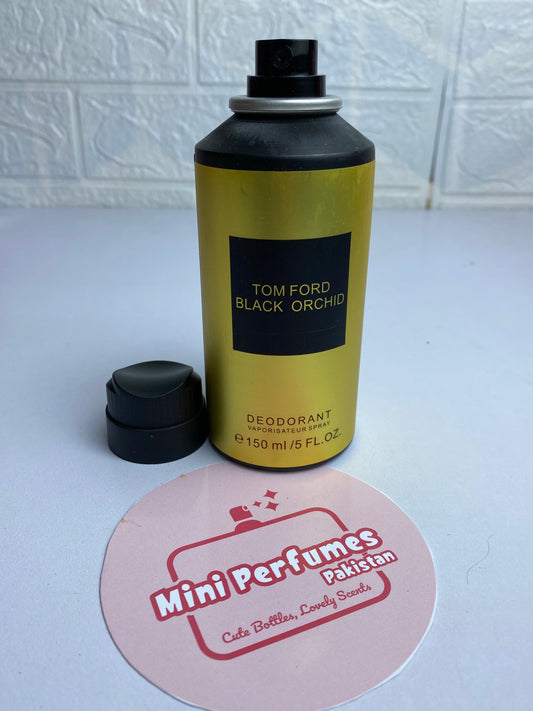 TOM FORD
BLACK ORCHID
DEODORANT
VAPORISATEUR SPRAY
℮150 ml /5 FL.OZ.
Mini Perfumes
Pakistan
Cute Bottles, Lovely Scents